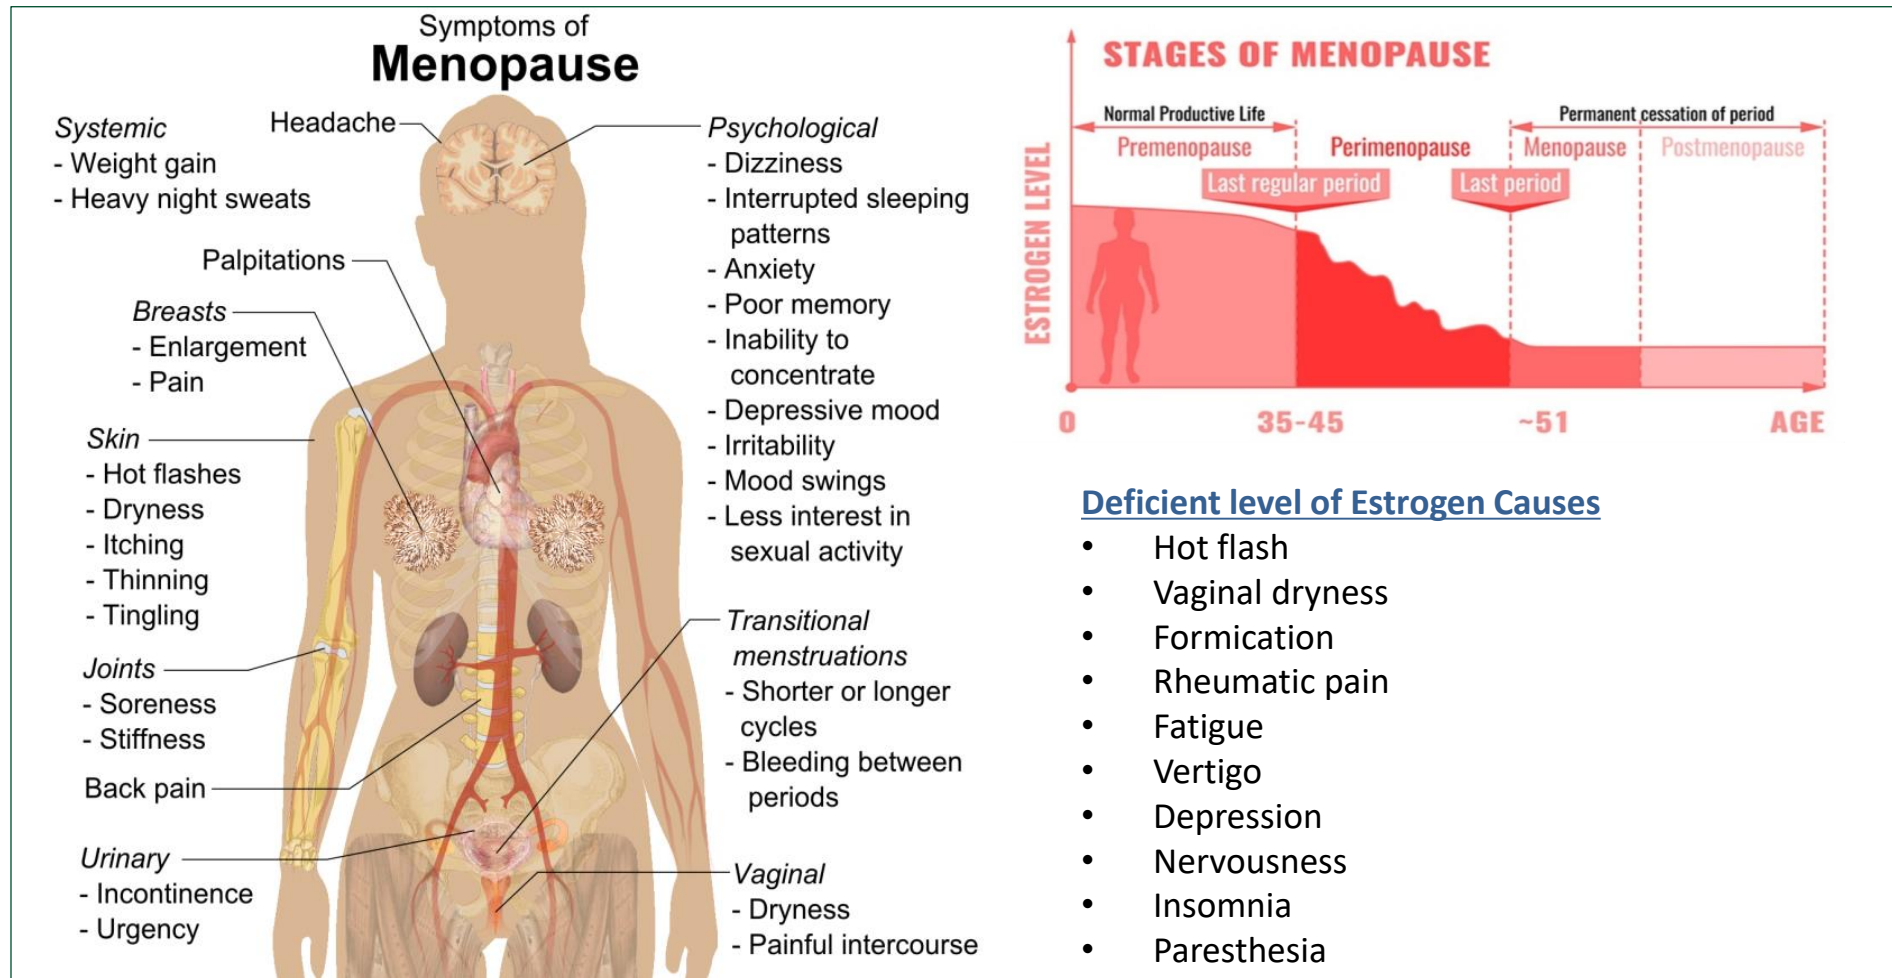 Symptoms of
Menopause
Systemic
- Weight gain
- Heavy night sweats
Headache
Palpitations
Breasts
- Enlargement
- Pain
Skin
- Hot flashes
- Dryness
- Itching
- Thinning
- Tingling
Joints
- Soreness
- Stiffness
Back pain
Urinary
- Incontinence
- Urgency
Psychological
- Dizziness
- Interrupted sleeping
patterns
- Anxiety
- Poor memory
- Inability to
concentrate
- Depressive mood
- Irritability
- Mood swings
- Less interest in
sexual activity
Transitional
menstruations
- Shorter or longer
cycles
- Bleeding between
periods
Vaginal
- Dryness
- Painful intercourse
STAGES OF MENOPAUSE
Normal Productive Life
Permanent cessation of period
Premenopause
Perimenopause
Menopause
Postmenopause
Last regular period
Last period
ESTROGEN LEVEL
0
35-45
~51
AGE
Deficient level of Estrogen Causes
• Hot flash
• Vaginal dryness
• Formication
• Rheumatic pain
• Fatigue
• Vertigo
• Depression
• Nervousness
• Insomnia
• Paresthesia